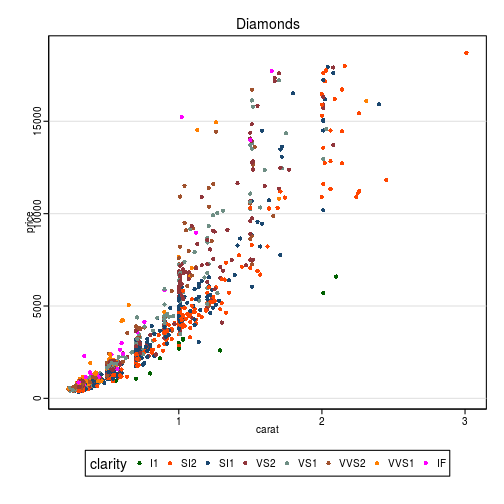 Diamonds
15000
10000
price
5000
0
1 2 3
carat
clarity I1 SI2 SI1 VS2 VS1 VVS2 VVS1 IF